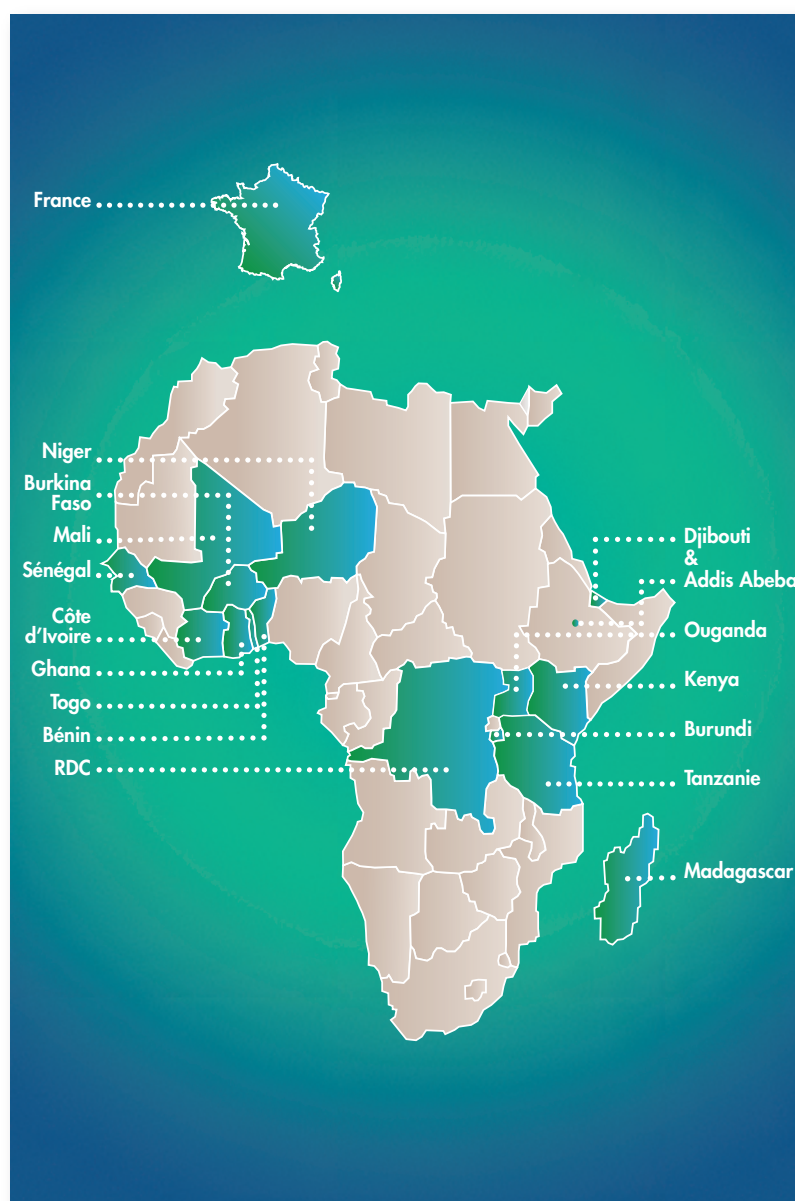 France
Niger
Burkina
Faso
Mali
Sénégal
Côte
d'Ivoire
Ghana
Togo
Bénin
RDC
Djibouti
&
Addis Abeba
Ouganda
Kenya
Burundi
Tanzanie
Madagascar